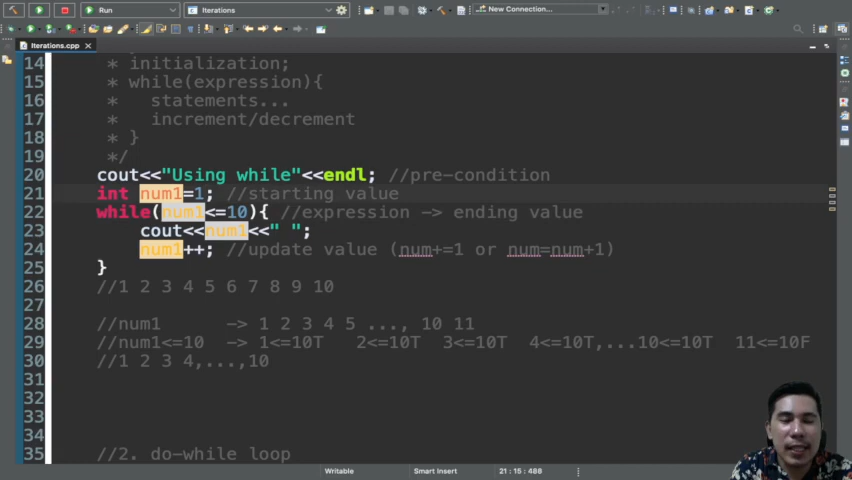 Run
Iterations
New Connection...
Iterations.cpp
14 * initialization;
15 * while(expression){
16 * statements...
17 * increment/decrement
18 * }
19 */
20 cout<<"Using while"<<endl; //pre-condition
21 int num1=1; //starting value
22 while(num1<=10){ //expression -> ending value
23 cout<<num1<<" ";
24 num1++; //update value (num+=1 or num=num+1)
25 }
26 //1 2 3 4 5 6 7 8 9 10
27
28 //num1 -> 1 2 3 4 5 ..., 10 11
29 //num1<=10 -> 1<=10T 2<=10T 3<=10T 4<=10T,...10<=10T 11<=10F
30 //1 2 3 4,...,10
31
32
33
34
35 //2. do-while loop
Writable Smart Insert 21 : 15 : 488